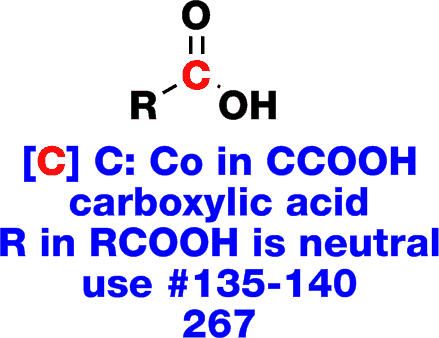 O
C
R OH
[C] C: Co in CCOOH
carboxylic acid
R in RCOOH is neutral
use #135-140
267